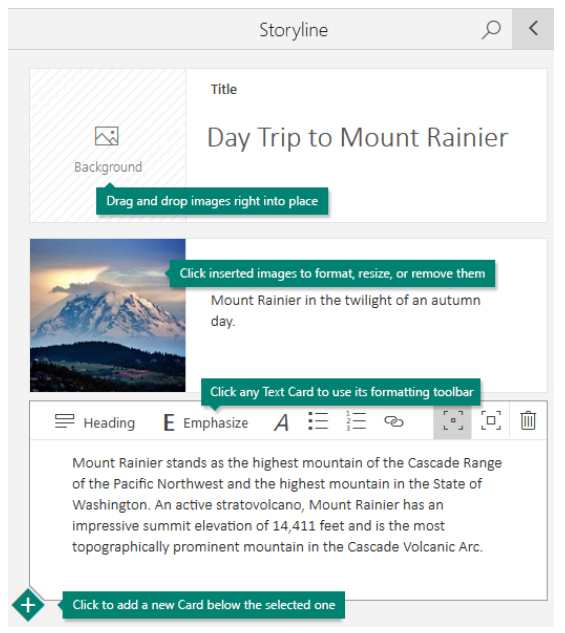 Storyline
Title
Day Trip to Mount Rainier
Background
Drag and drop images right into place
Click inserted images to format, resize, or remove them
Mount Rainier in the twilight of an autumn
day.
Click any Text Card to use its formatting toolbar
Heading E Emphasize A 1 2 3
Mount Rainier stands as the highest mountain of the Cascade Range
of the Pacific Northwest and the highest mountain in the State of
Washington. An active stratovolcano, Mount Rainier has an
impressive summit elevation of 14,411 feet and is the most
topographically prominent mountain in the Cascade Volcanic Arc.
Click to add a new Card below the selected one